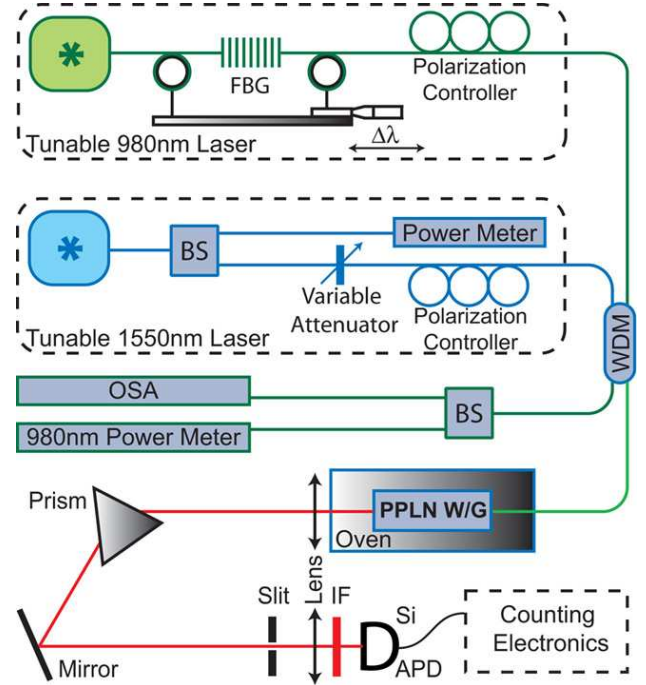 *
FBG
Polarization
Controller
Tunable 980nm Laser
Δλ
*
BS
Power Meter
Variable
Attenuator
Polarization
Controller
Tunable 1550nm Laser
WDM
OSA
980nm Power Meter
BS
Prism
PPLN W/G
Oven
Lens
Slit
IF
Si
APD
Mirror
Counting
Electronics